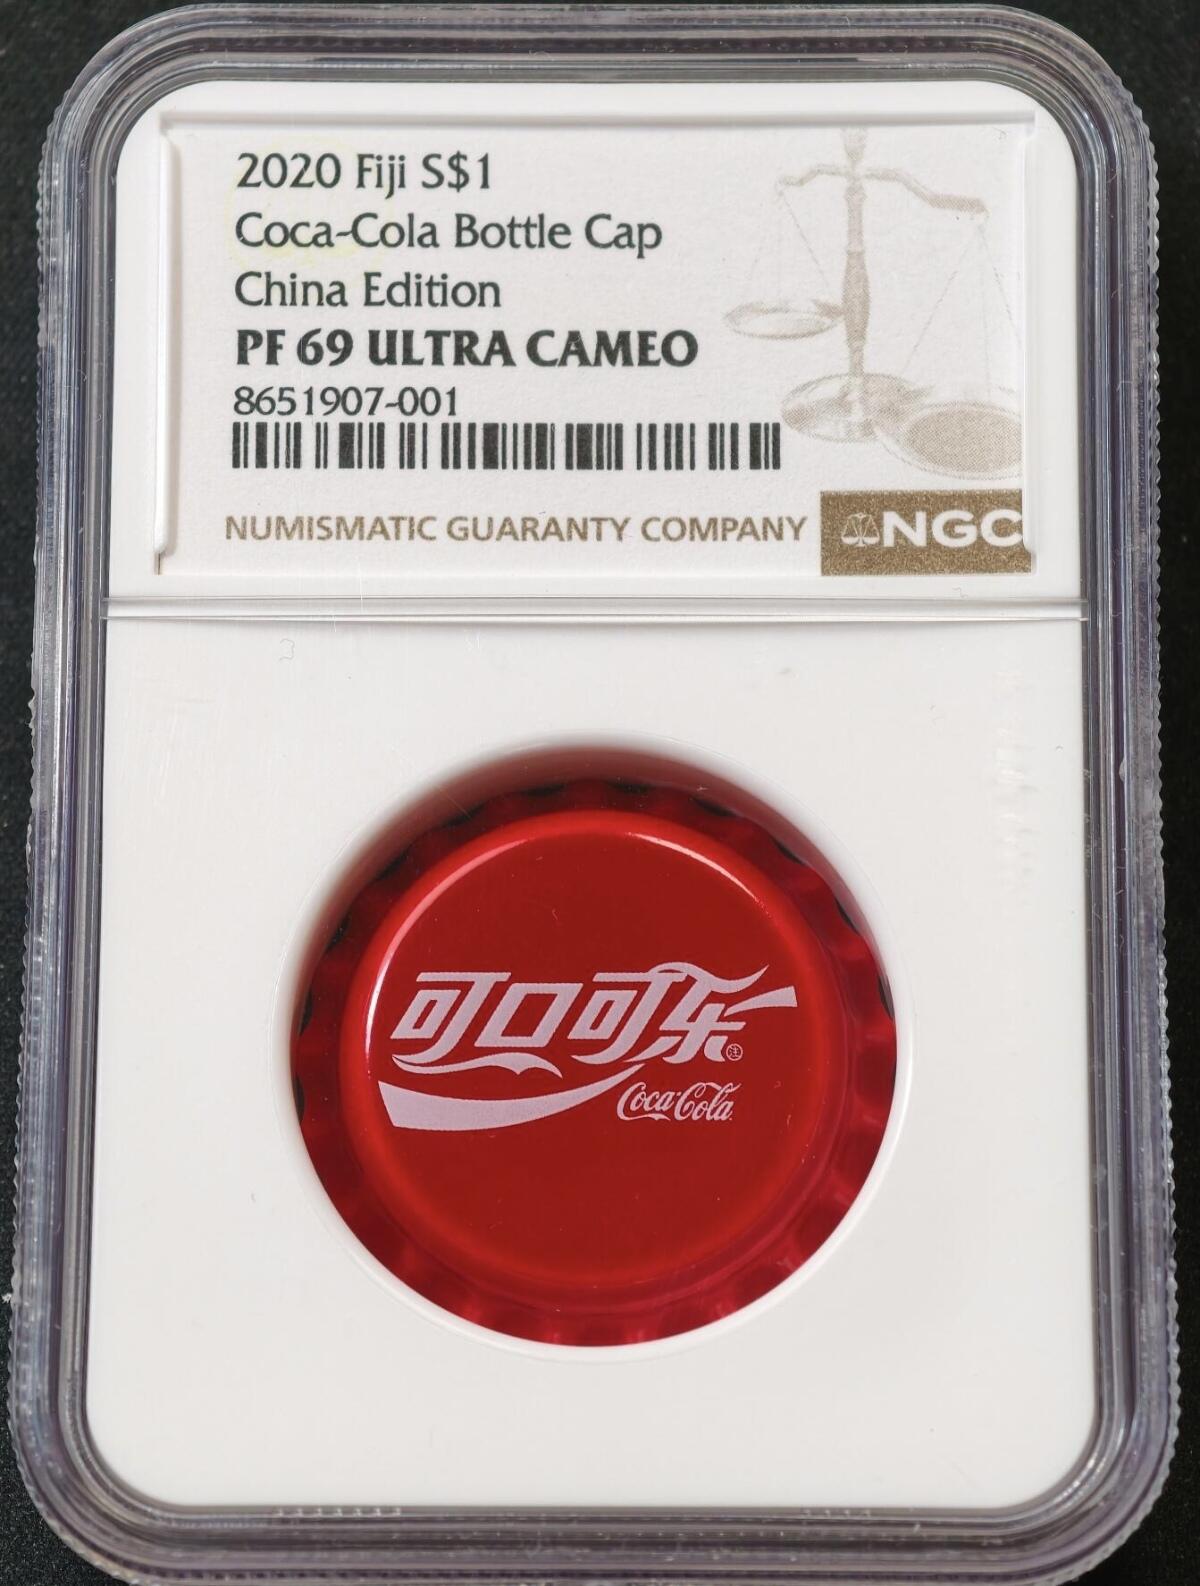 2020 Fiji S$1
Coca-Cola Bottle Cap
China Edition
PF 69 ULTRA CAMEO
8651907-001
NUMISMATIC GUARANTY COMPANY
NGC
可口可乐
Coca-Cola